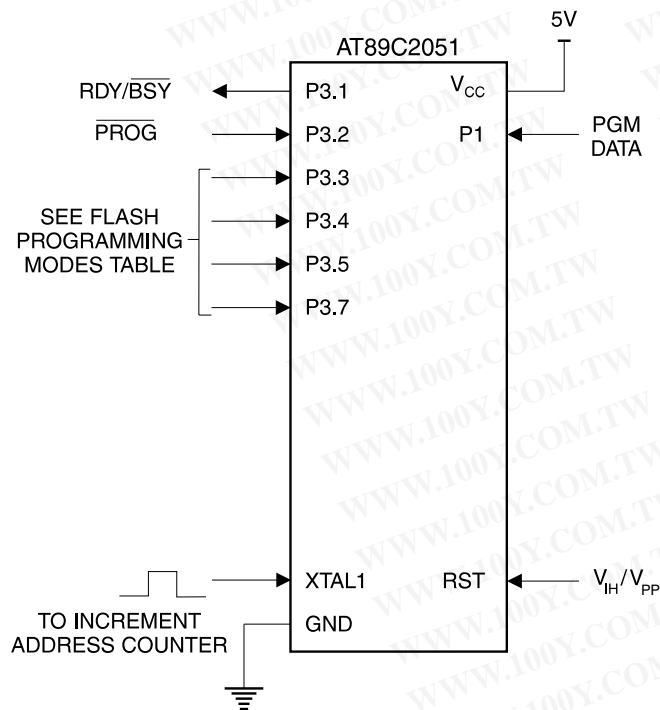 5V
AT89C2051
RDY/BSY
P3.1
VCC
PROG
P3.2
P1
PGM
DATA
P3.3
SEE FLASH
PROGRAMMING
MODES TABLE
P3.4
P3.5
P3.7
XTAL1
RST
VIH/VPP
TO INCREMENT
ADDRESS COUNTER
GND
WWW.100Y.COM.TW